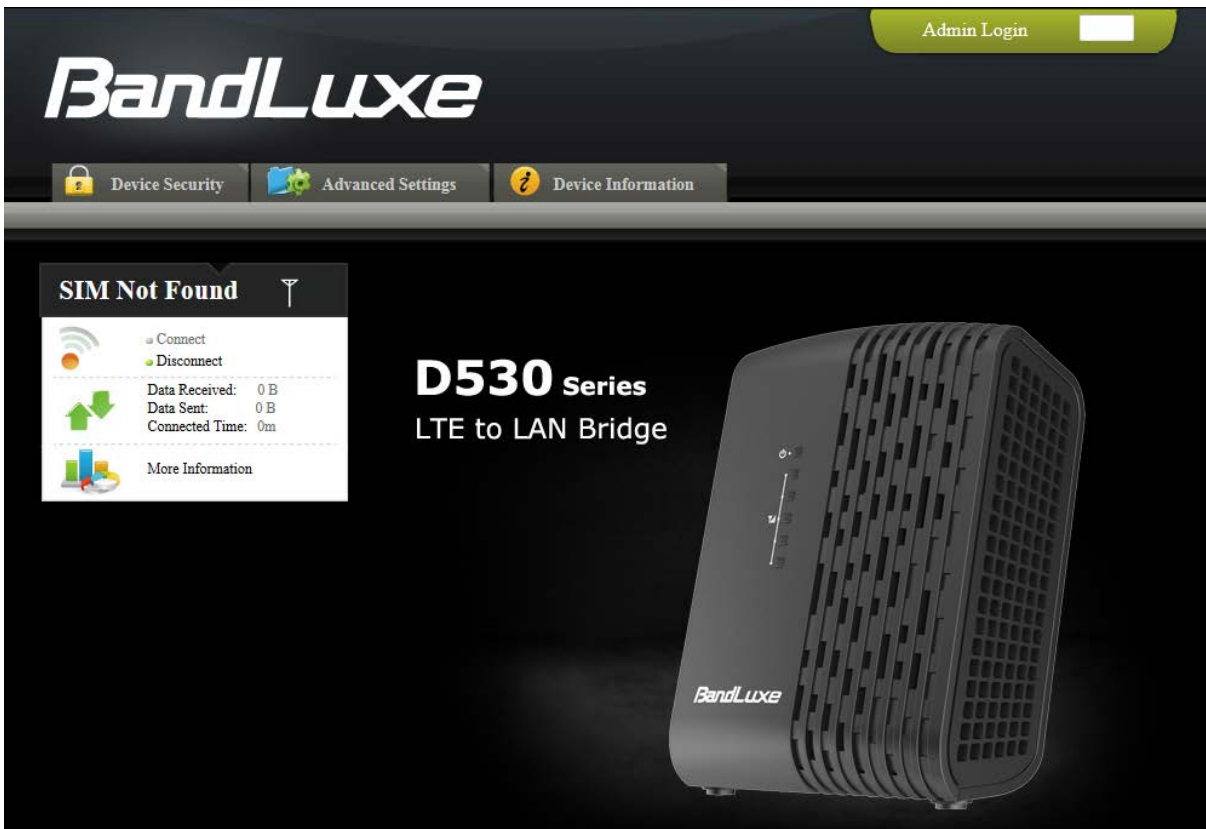 Admin Login
BandLuxe
Device Security
Advanced Settings
Device Information
SIM Not Found
Connect
Disconnect
Data Received: 0 B
Data Sent: 0 B
Connected Time: 0m
More Information
D530 Series
LTE to LAN Bridge
BandLuxe